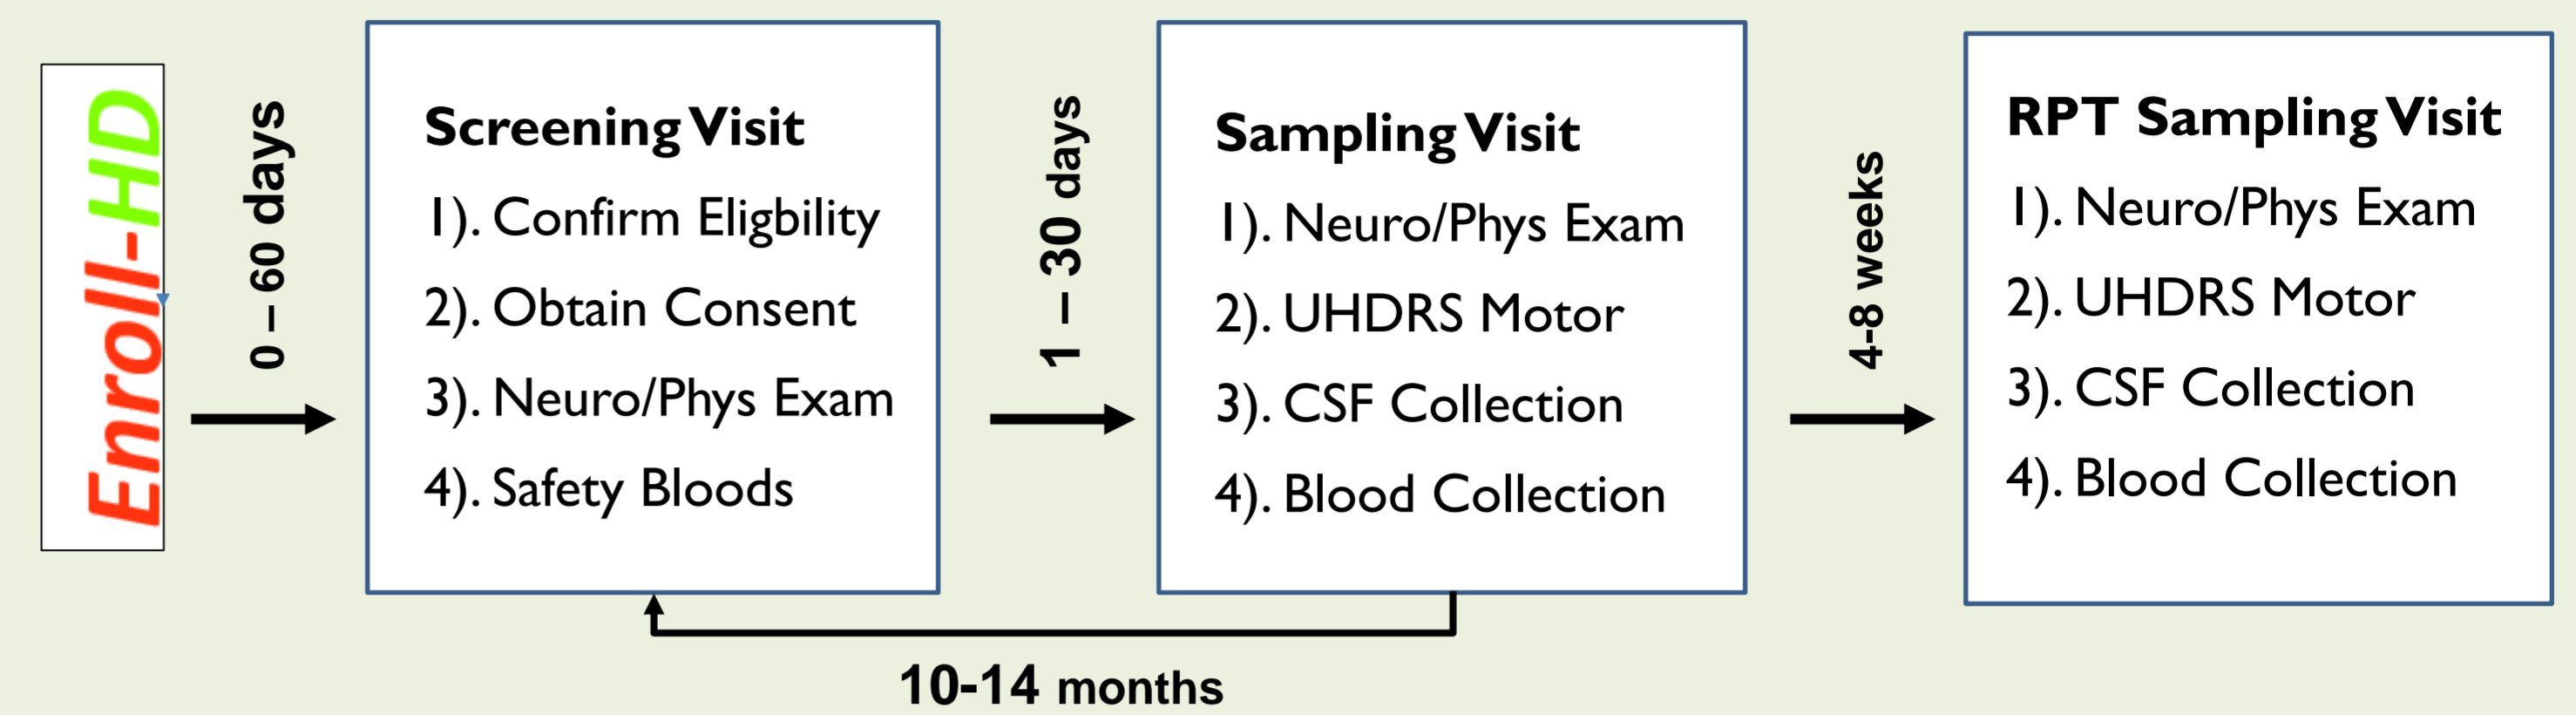 Enroll-HD
0 – 60 days
Screening Visit
1). Confirm Eligbility
2). Obtain Consent
3). Neuro/Phys Exam
4). Safety Bloods
1 – 30 days
Sampling Visit
1). Neuro/Phys Exam
2). UHDRS Motor
3). CSF Collection
4). Blood Collection
4-8 weeks
RPT Sampling Visit
1). Neuro/Phys Exam
2). UHDRS Motor
3). CSF Collection
4). Blood Collection
10-14 months